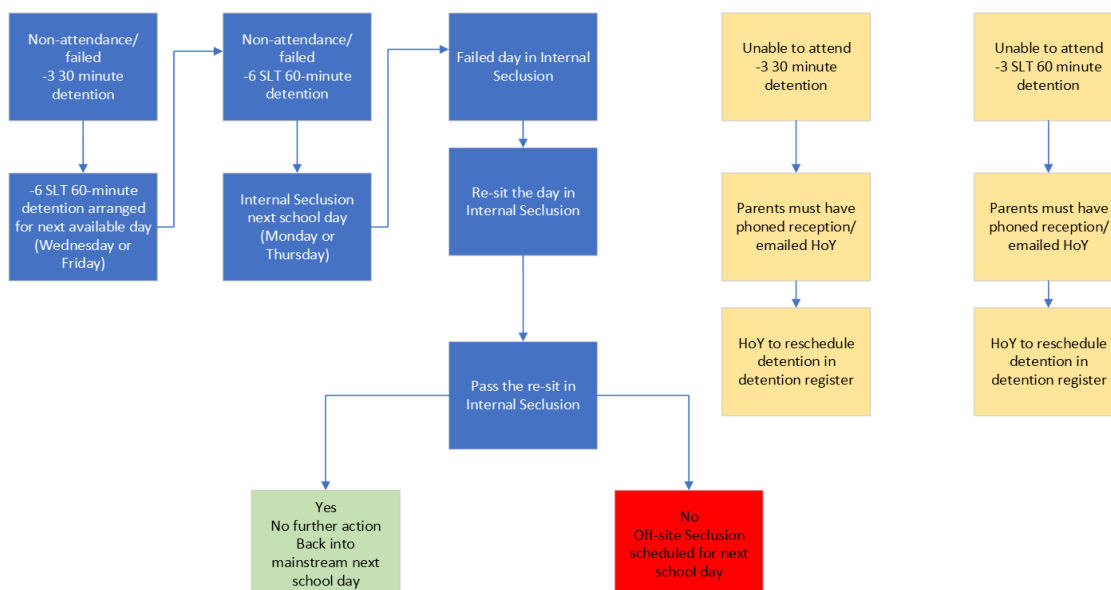 Non-attendance/
failed
-3 30 minute
detention
Non-attendance/
failed
-6 SLT 60-minute
detention
Failed day in Internal
Seclusion
Unable to attend
-3 30 minute
detention
Unable to attend
-3 SLT 60 minute
detention
-6 SLT 60-minute
detention arranged
for next available day
(Wednesday or
Friday)
Internal Seclusion
next school day
(Monday or
Thursday)
Re-sit the day in
Internal Seclusion
Parents must have
phoned reception/
emailed HoY
Parents must have
phoned reception/
emailed HoY
HoY to reschedule
detention in
detention register
HoY to reschedule
detention in
detention register
Pass the re-sit in
Internal Seclusion
Yes
No further action
Back into
mainstream next
school day
No
Off-site Seclusion
scheduled for next
school day